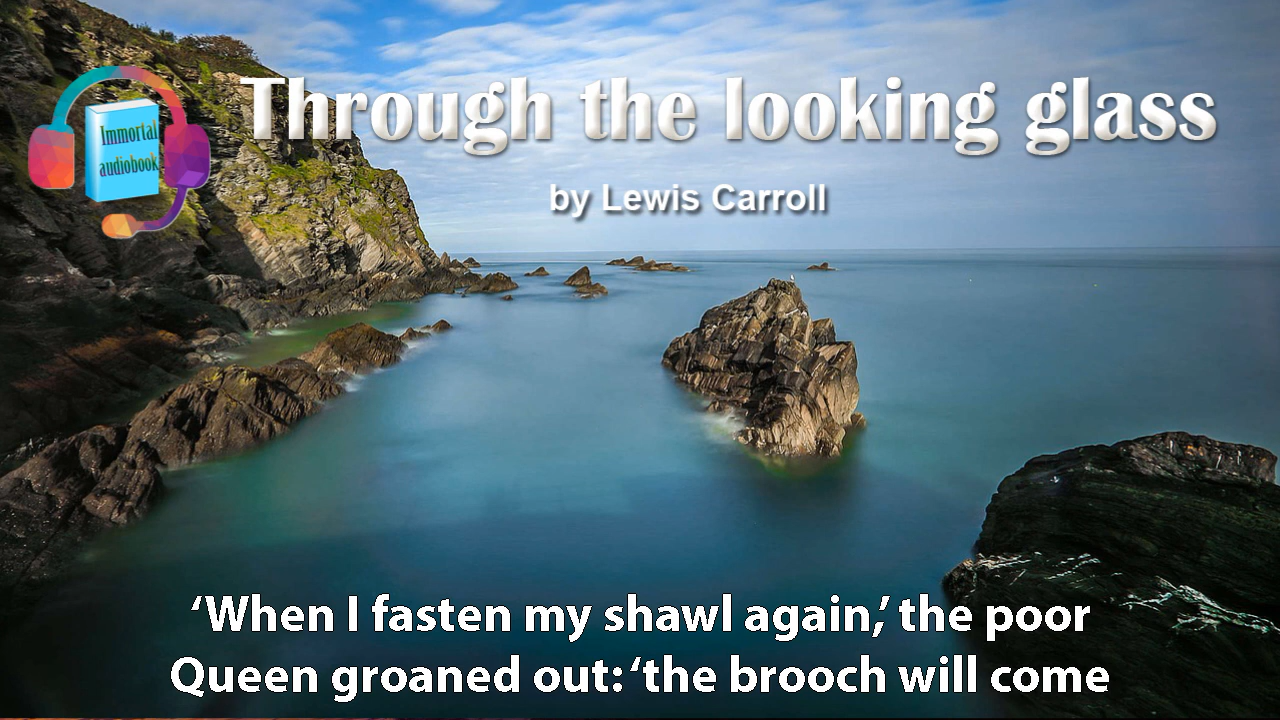 Immortal
audiobook
Through the looking glass
by Lewis Carroll
‘When I fasten my shawl again,’ the poor
Queen groaned out: ‘the brooch will come